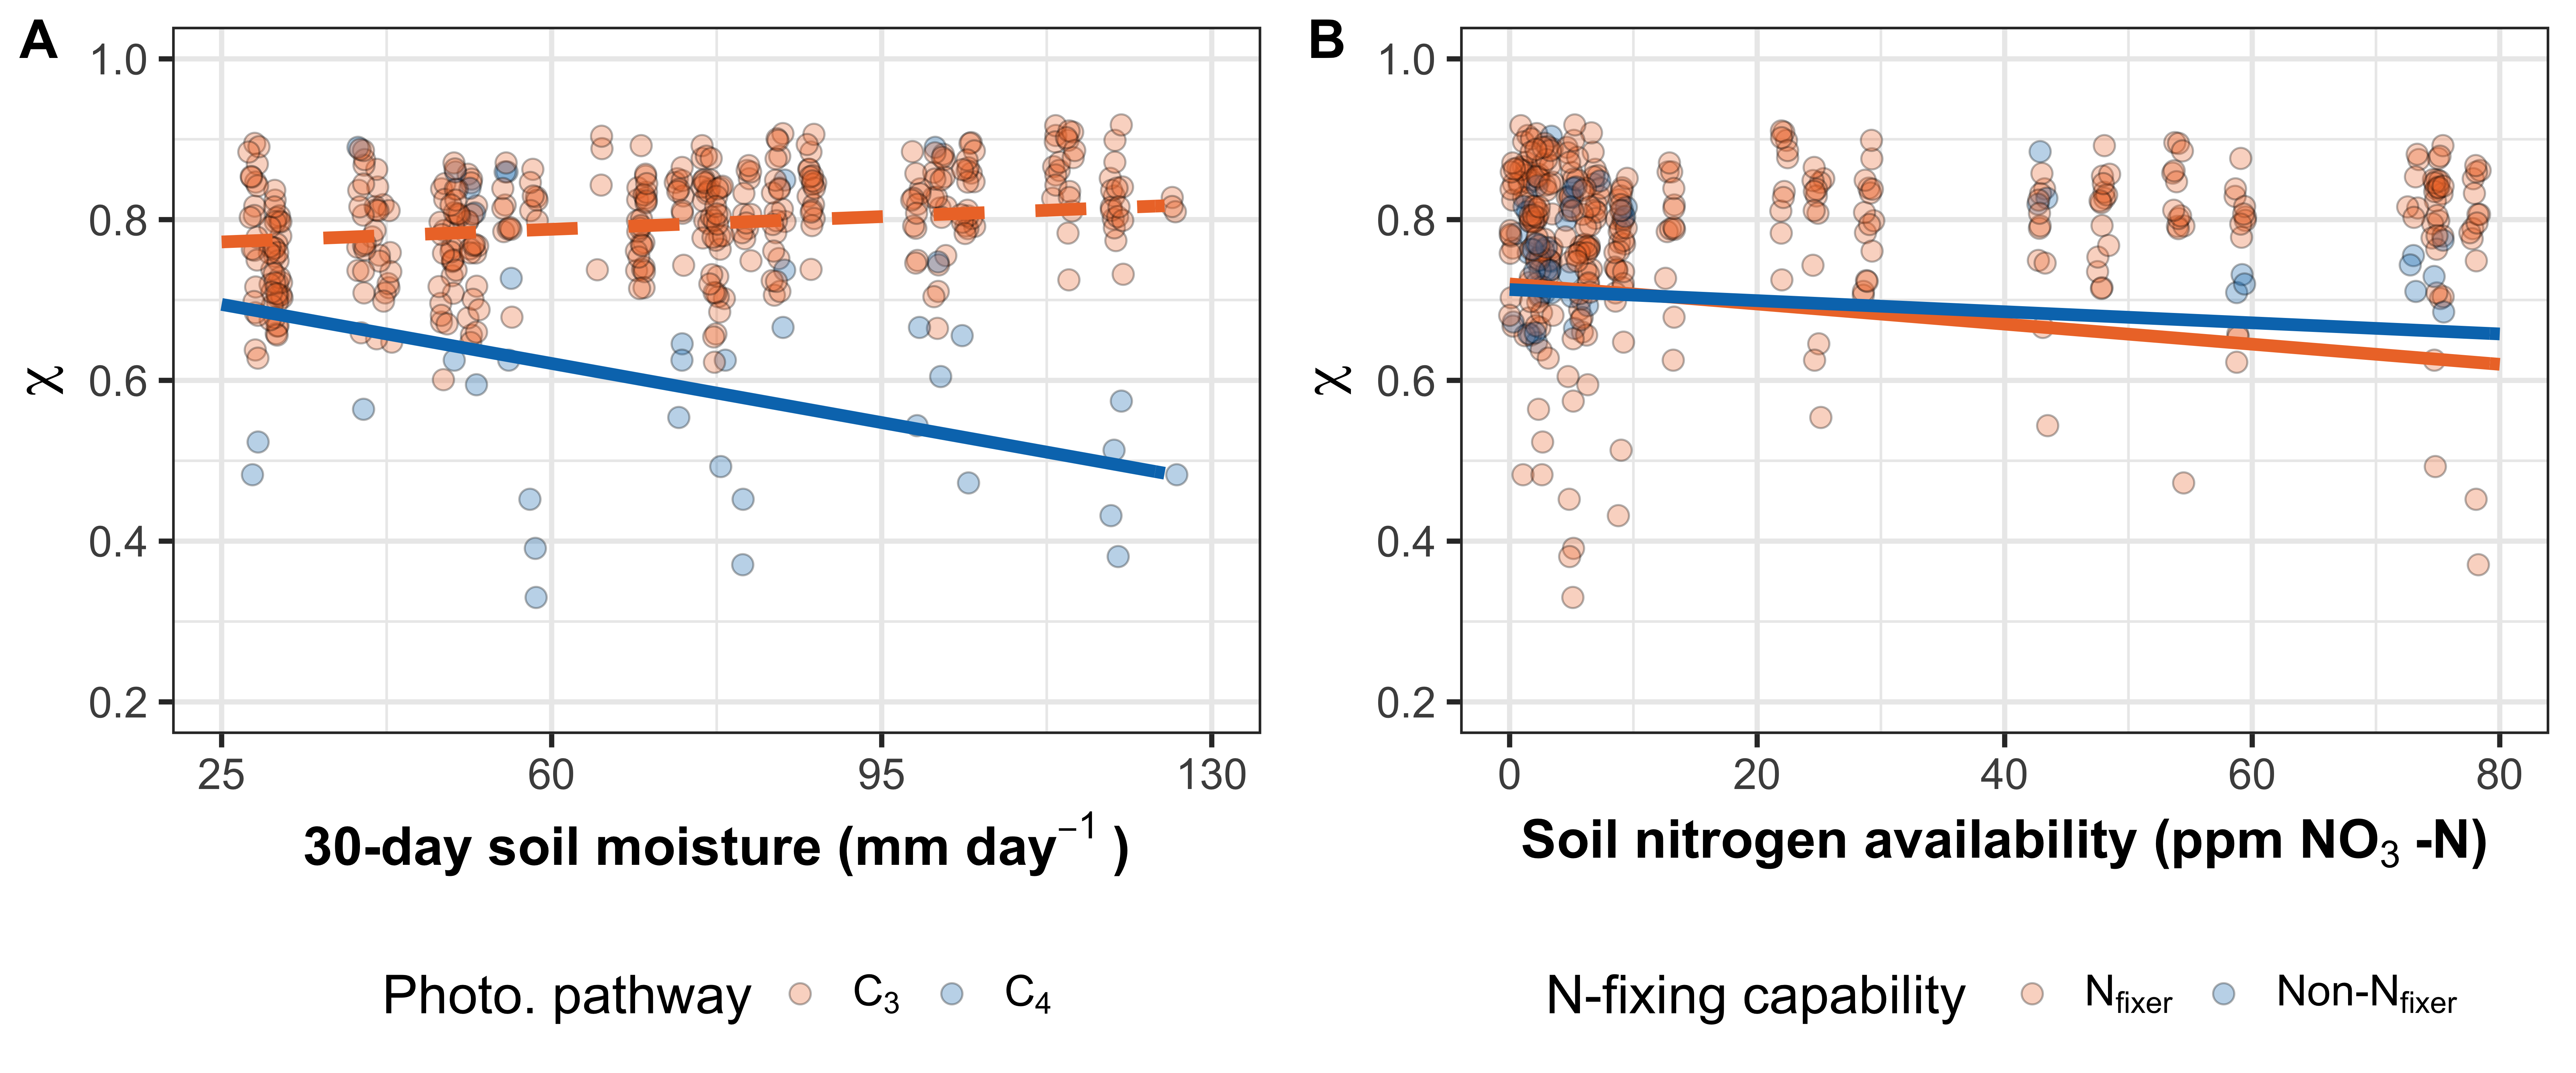 A
B
1.0
0.8
0.6
0.4
0.2
χ
25 60 95 130
30-day soil moisture (mm day⁻¹ )
1.0
0.8
0.6
0.4
0.2
χ
0 20 40 60 80
Soil nitrogen availability (ppm NO₃ -N)
Photo. pathway C₃ C₄
N-fixing capability N_fixer Non-N_fixer